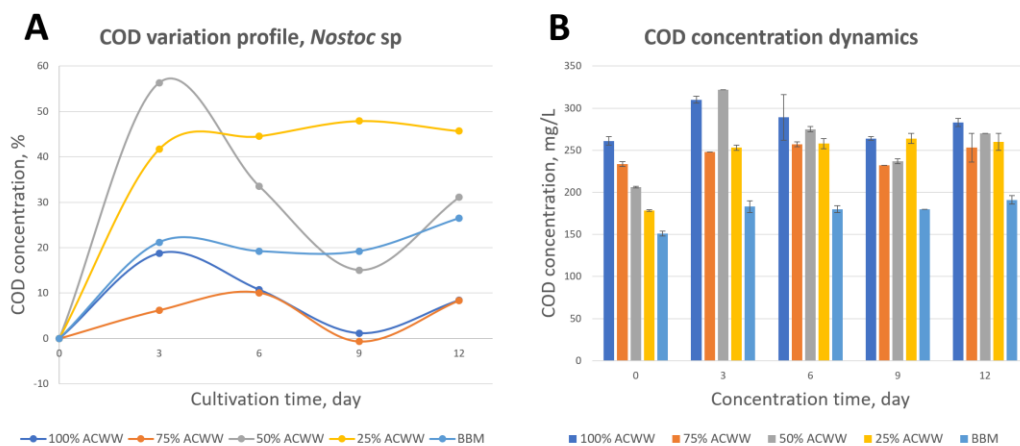 A
COD variation profile, Nostoc sp
COD concentration, %
60
50
40
30
20
10
0
-10
0 3 6 9 12
Cultivation time, day
100% ACWW 75% ACWW 50% ACWW 25% ACWW BBM
B
COD concentration dynamics
COD concentration, mg/L
350
300
250
200
150
100
50
0
0 3 6 9 12
Concentration time, day
100% ACWW 75% ACWW 50% ACWW 25% ACWW BBM